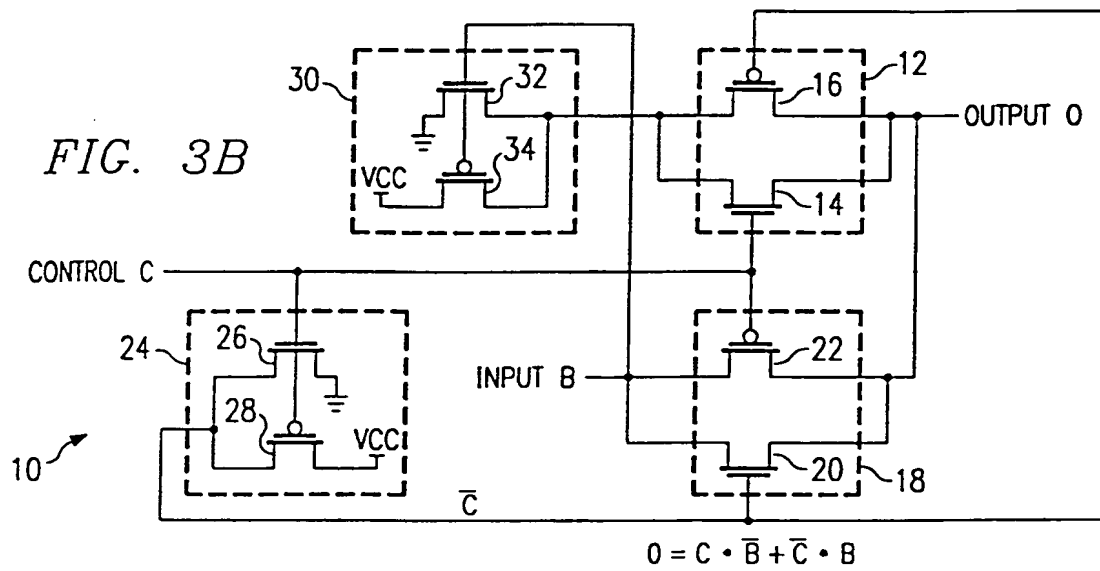 30
32
12
16
OUTPUT O
FIG. 3B
34
VCC
14
CONTROL C
24
26
22
INPUT B
28
VCC
10
20
18
C̅
O = C • B̅ + C̅ • B